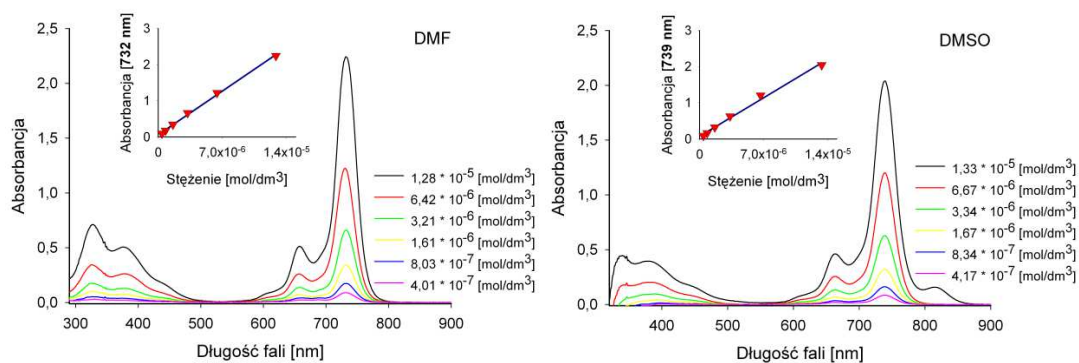 DMF
Absorbancja
2,5
2,0
1,5
1,0
0,5
0,0
300 400 500 600 700 800 900
Długość fali [nm]
Absorbancja [732 nm]
3
2
1
0
0 7,0x10-6 1,4x10-5
Stężenie [mol/dm3]
1,28 * 10-5 [mol/dm3]
6,42 * 10-6 [mol/dm3]
3,21 * 10-6 [mol/dm3]
1,61 * 10-6 [mol/dm3]
8,03 * 10-7 [mol/dm3]
4,01 * 10-7 [mol/dm3]
DMSO
Absorbancja
2,5
2,0
1,5
1,0
0,5
0,0
400 500 600 700 800 900
Długość fali [nm]
Absorbancja [739 nm]
3
2
1
0
0 7,0x10-6 1,4x10-5
Stężenie [mol/dm3]
1,33 * 10-5 [mol/dm3]
6,67 * 10-6 [mol/dm3]
3,34 * 10-6 [mol/dm3]
1,67 * 10-6 [mol/dm3]
8,34 * 10-7 [mol/dm3]
4,17 * 10-7 [mol/dm3]